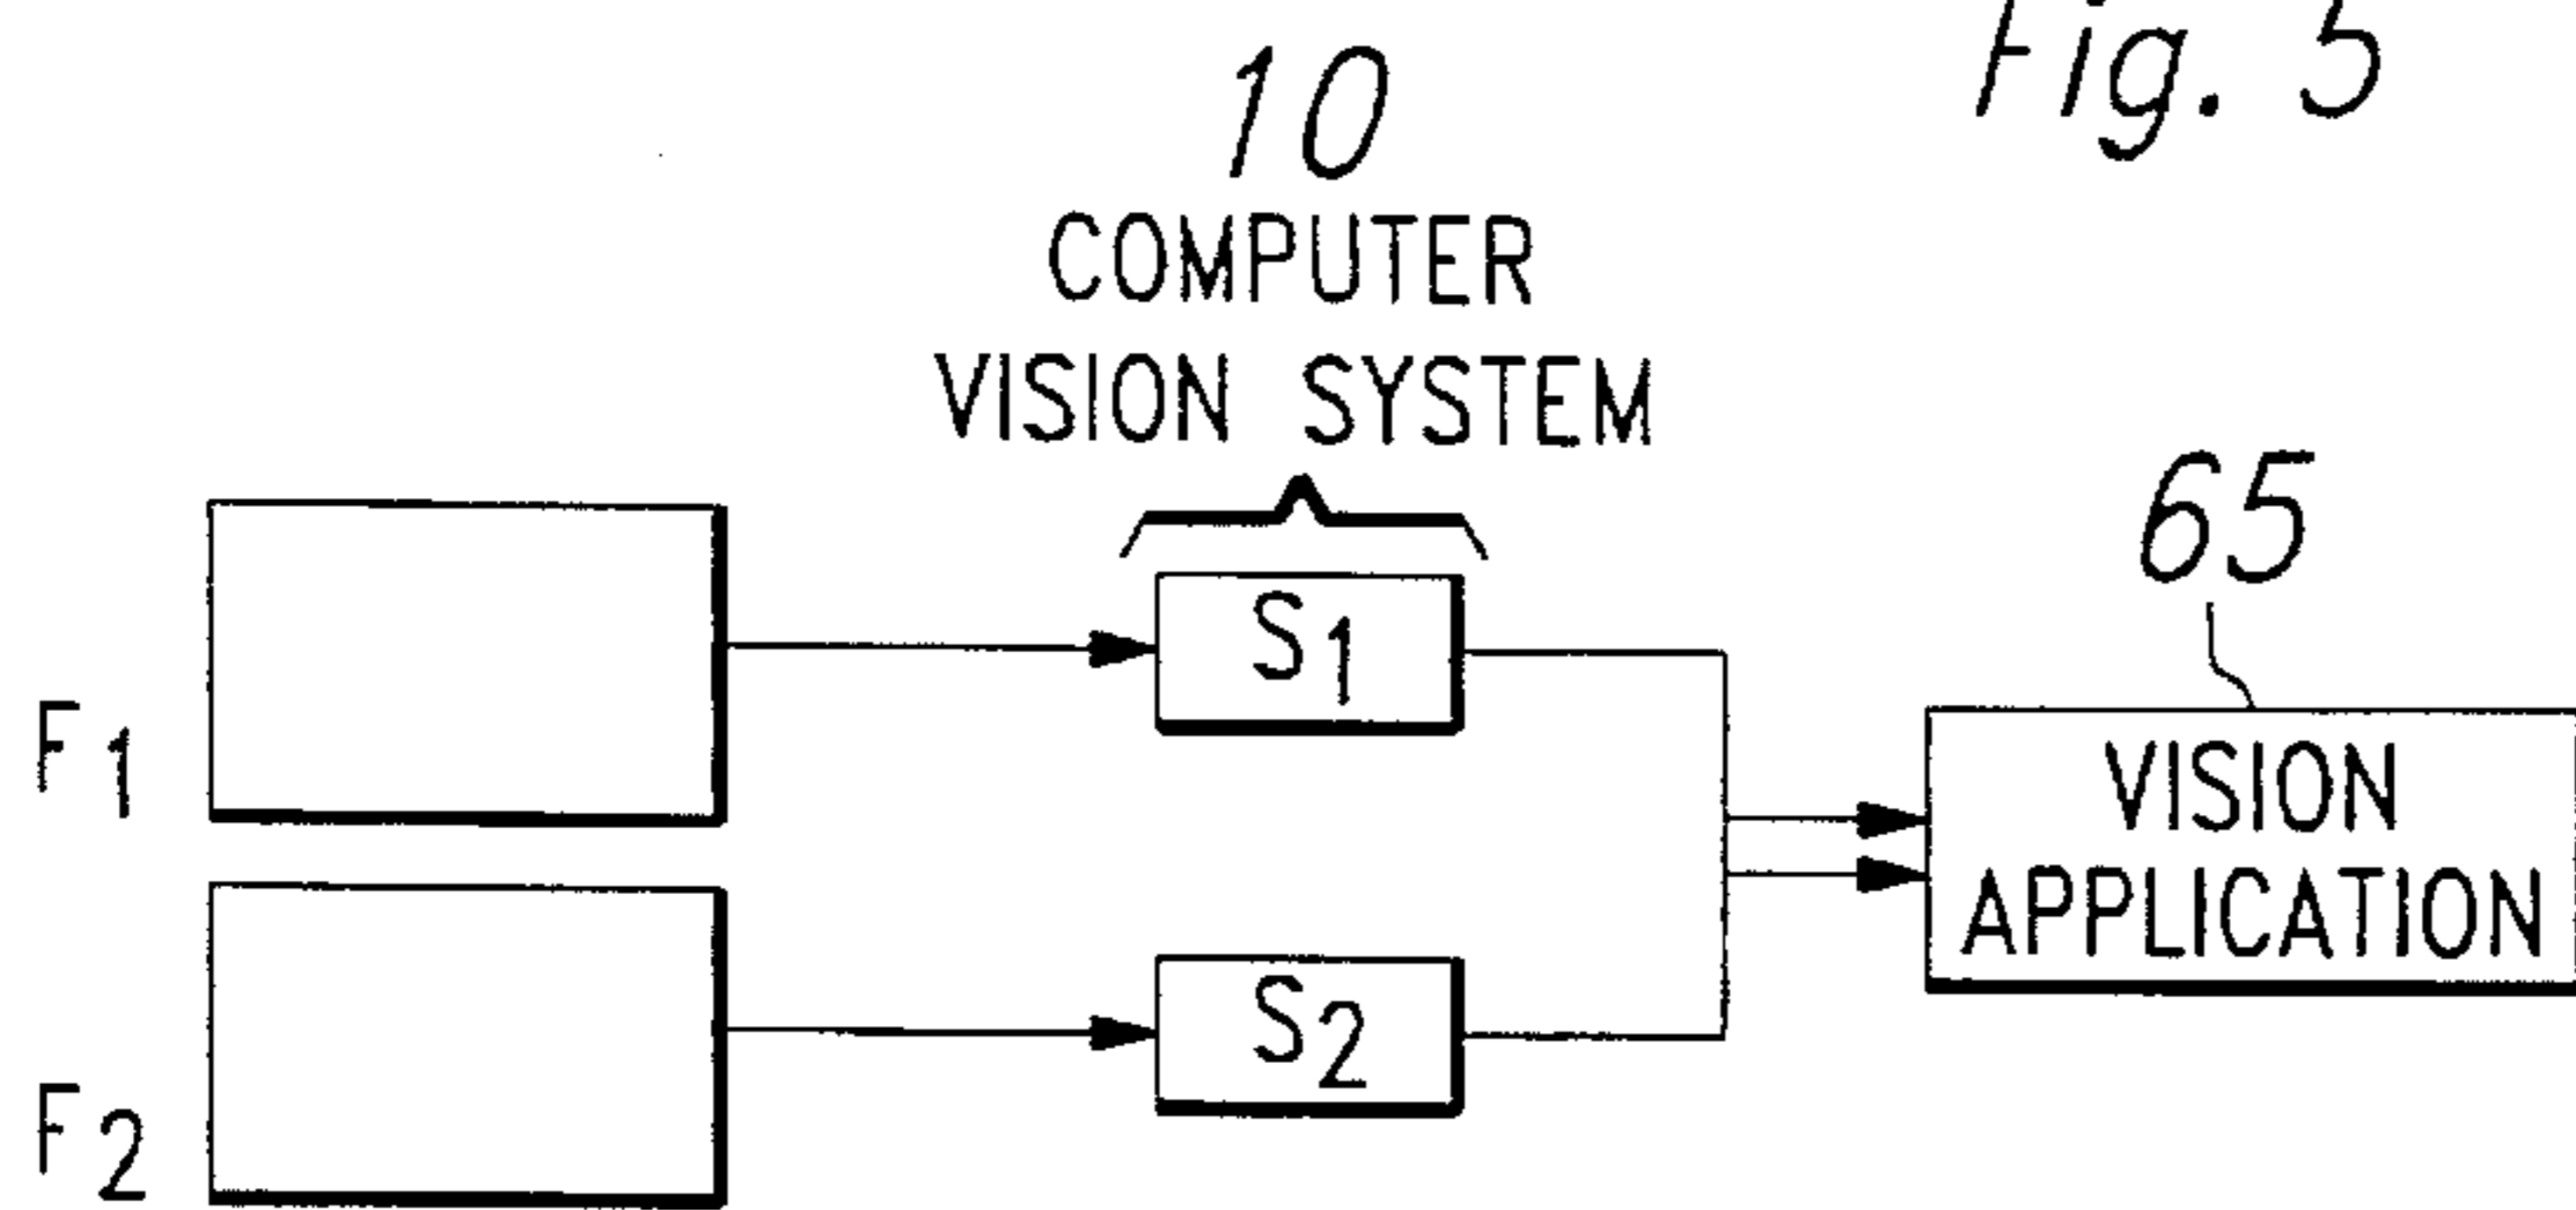 Fig. 5
10
COMPUTER
VISION SYSTEM
65
F1
S1
VISION
APPLICATION
F2
S2